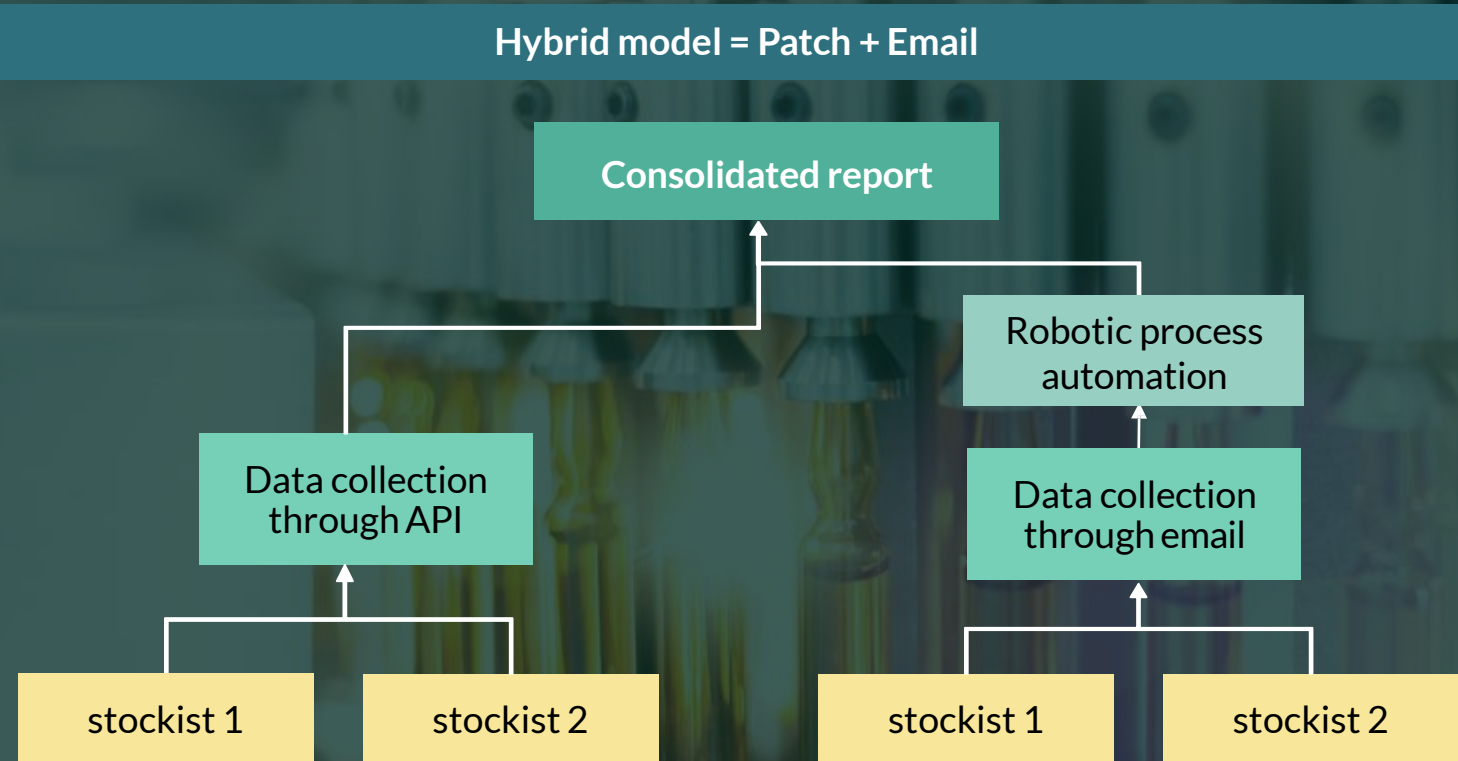 Hybrid model = Patch + Email
Consolidated report
Robotic process
automation
Data collection
through API
Data collection
through email
stockist 1
stockist 2
stockist 1
stockist 2